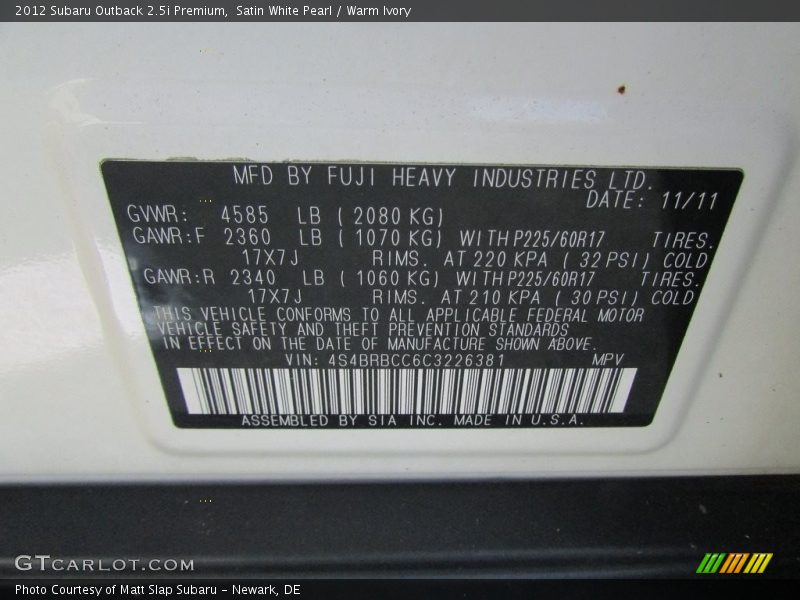 2012 Subaru Outback 2.5i Premium,  Satin White Pearl / Warm Ivory
MFD BY FUJI HEAVY INDUSTRIES LTD.
DATE: 11/11
GVWR: 4585 LB (2080 KG)
GAWR:F 2360 LB (1070 KG) WITH P225/60R17 TIRES.
17X7J RIMS. AT 220 KPA (32 PSI) COLD
GAWR:R 2340 LB (1060 KG) WITH P225/60R17 TIRES.
17X7J RIMS. AT 210 KPA (30 PSI) COLD
THIS VEHICLE CONFORMS TO ALL APPLICABLE FEDERAL MOTOR
VEHICLE SAFETY AND THEFT PREVENTION STANDARDS
IN EFFECT ON THE DATE OF MANUFACTURE SHOWN ABOVE.
VIN: 4S4BRBCC6C3226381 MPV
ASSEMBLED BY SIA INC. MADE IN U.S.A.
GTCARLOT.COM
Photo Courtesy of Matt Slap Subaru – Newark, DE